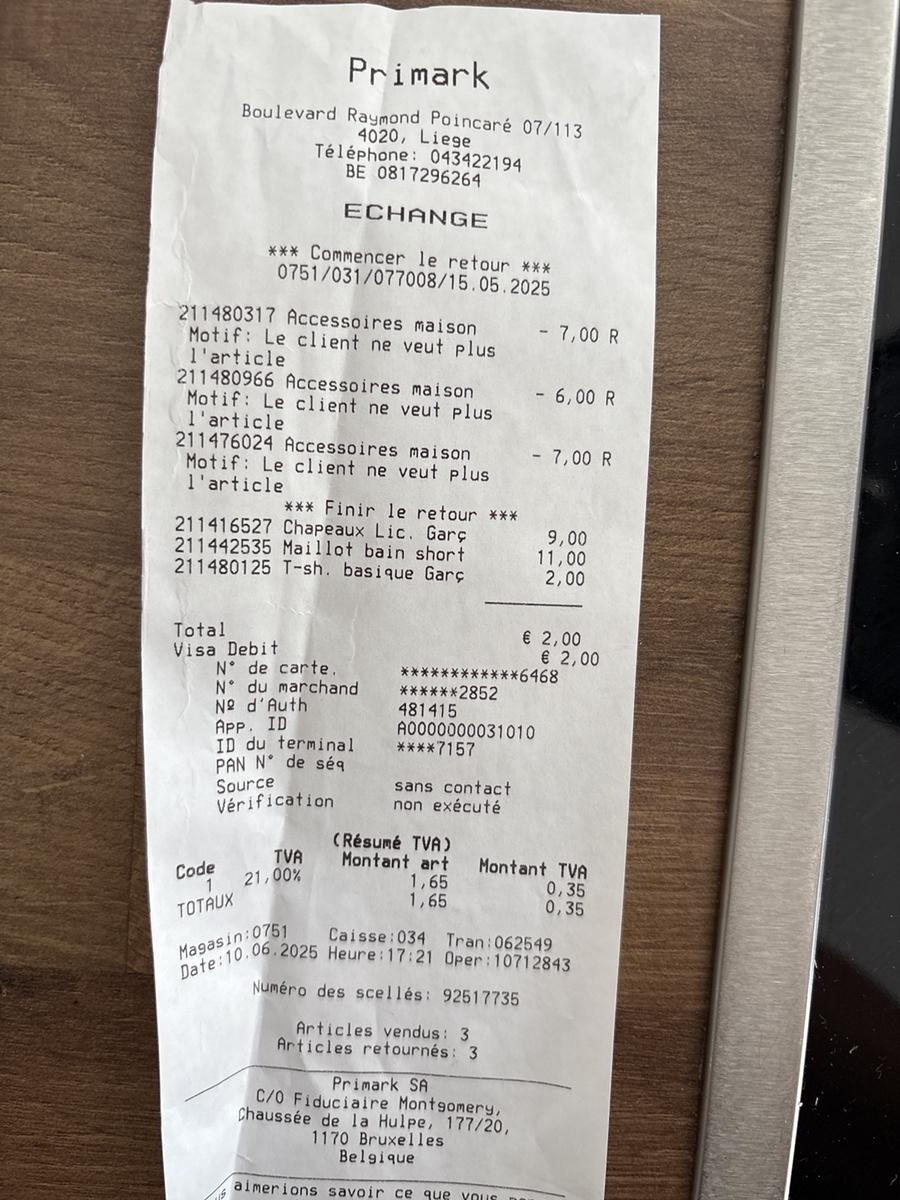 Primark
Boulevard Raymond Poincaré 07/113
4020, Liege
Téléphone: 043422194
BE 0817296264
ECHANGE
*** Commencer le retour ***
0751/031/077008/15.05.2025
211480317 Accessoires maison - 7,00 R
Motif: Le client ne veut plus
l'article
211480966 Accessoires maison - 6,00 R
Motif: Le client ne veut plus
l'article
211476024 Accessoires maison - 7,00 R
Motif: Le client ne veut plus
l'article
*** Finir le retour ***
211416527 Chapeaux Lic. Garç 9,00
211442535 Maillot bain short 11,00
211480125 T-sh. basique Garç 2,00
Total € 2,00
Visa Debit € 2,00
N° de carte. ************6468
N° du marchand ******2852
Nº d'Auth 481415
App. ID A0000000031010
ID du terminal ****7157
PAN N° de séq
Source sans contact
Vérification non exécuté
(Résumé TVA)
Code TVA Montant art Montant TVA
1 21,00% 1,65 0,35
TOTAUX 1,65 0,35
Magasin:0751 Caisse:034 Tran:062549
Date:10.06.2025 Heure:17:21 Oper:10712843
Numéro des scellés: 92517735
Articles vendus: 3
Articles retournés: 3
Primark SA
C/O Fiduciaire Montgomery,
Chaussée de la Hulpe, 177/20,
1170 Bruxelles
Belgique
aimerions savoir ce que vous